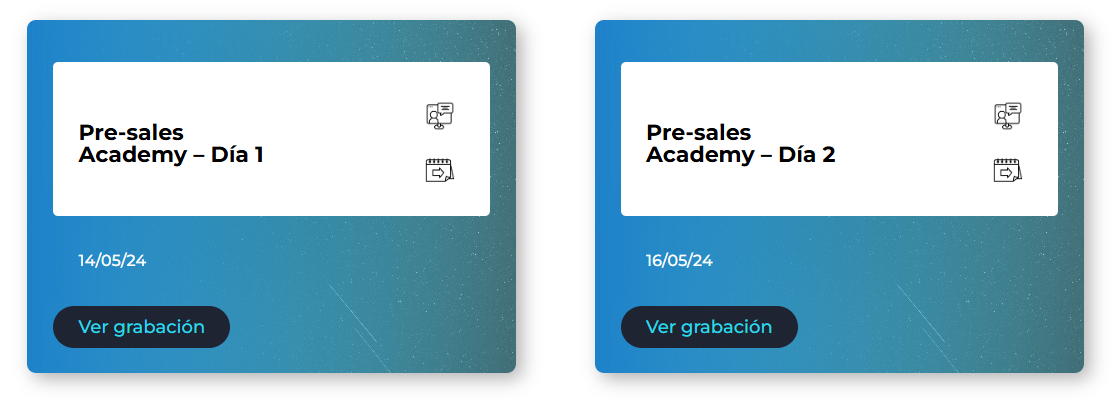 Pre-sales
Academy – Día 1
14/05/24
Ver grabación
Pre-sales
Academy – Día 2
16/05/24
Ver grabación